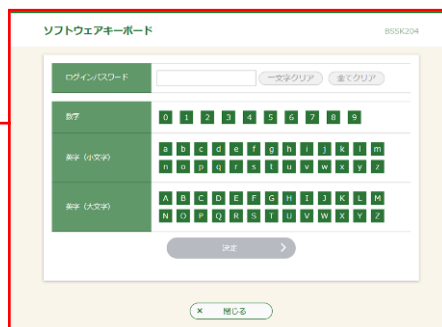 ソフトウェアキーボード
BSSK204
ログインパスワード
一文字クリア 全てクリア
数字
0 1 2 3 4 5 6 7 8 9
英字（小文字）
a b c d e f g h i j k l m
n o p q r s t u v w x y z
英字（大文字）
A B C D E F G H I J K L M
N O P Q R S T U V W X Y Z
決定
× 閉じる